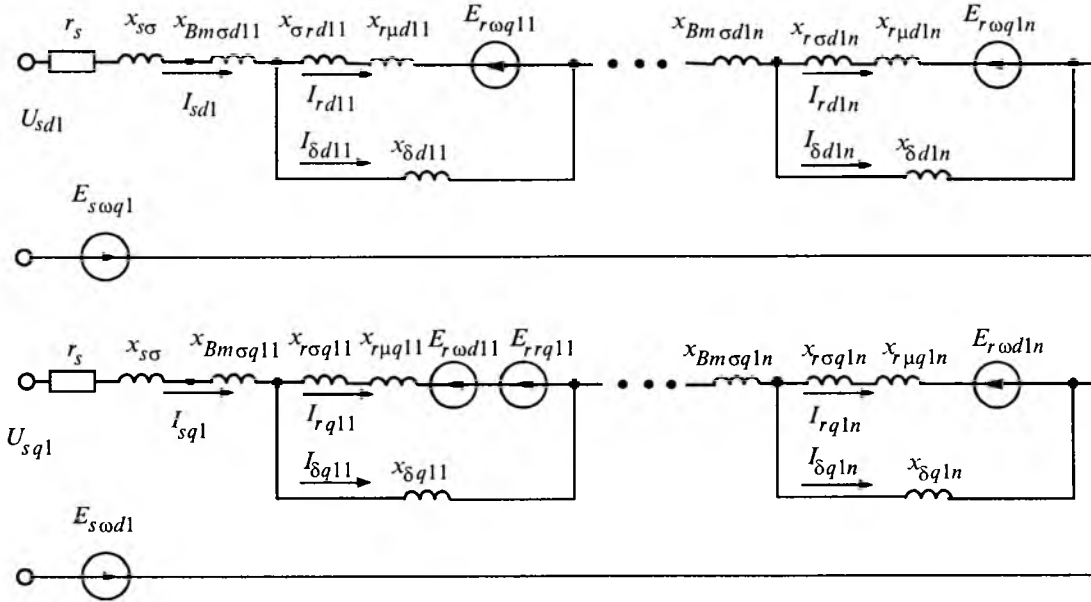 r_s x_sσ x_Bmσd11 x_σrd11 x_rμd11 E_rωq11 x_Bmσd1n x_rσd1n x_rμd1n E_rωq1n
U_sd1 I_sd1 I_rd11 I_rd1n
I_δd11 x_δd11 I_δd1n x_δd1n
E_sωq1
r_s x_sσ x_Bmσq11 x_rσq11 x_rμq11 E_rωd11 E_rrq11 x_Bmσq1n x_rσq1n x_rμq1n E_rωd1n
U_sq1 I_sq1 I_rq11 I_rq1n
I_δq11 x_δq11 I_δq1n x_δq1n
E_sωd1